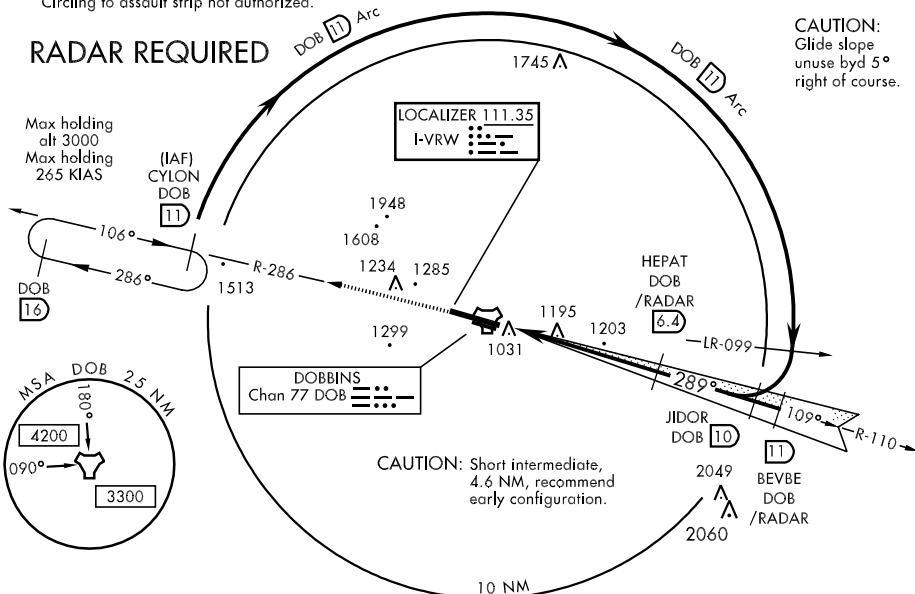 Circling to assault strip not authorized.
RADAR REQUIRED
DOB 11 Arc
1745
DOB 11 Arc
CAUTION:
Glide slope
unuse byd 5°
right of course.
LOCALIZER 111.35
I-VRW
Max holding
alt 3000
Max holding
265 KIAS
(IAF)
CYLON
DOB
11
106°
286°
DOB
16
R-286
1513
1948
1608
1234
1285
1299
1031
1195
1203
HEPAT
DOB
/RADAR
6.4
LR-099
289°
109°
R-110
JIDOR
DOB 10
11
BEVBE
DOB
/RADAR
DOBBINS
Chan 77 DOB
MSA DOB 25 NM
180°
4200
090°
3300
CAUTION: Short intermediate,
4.6 NM, recommend
early configuration.
2049
2060
10 NM